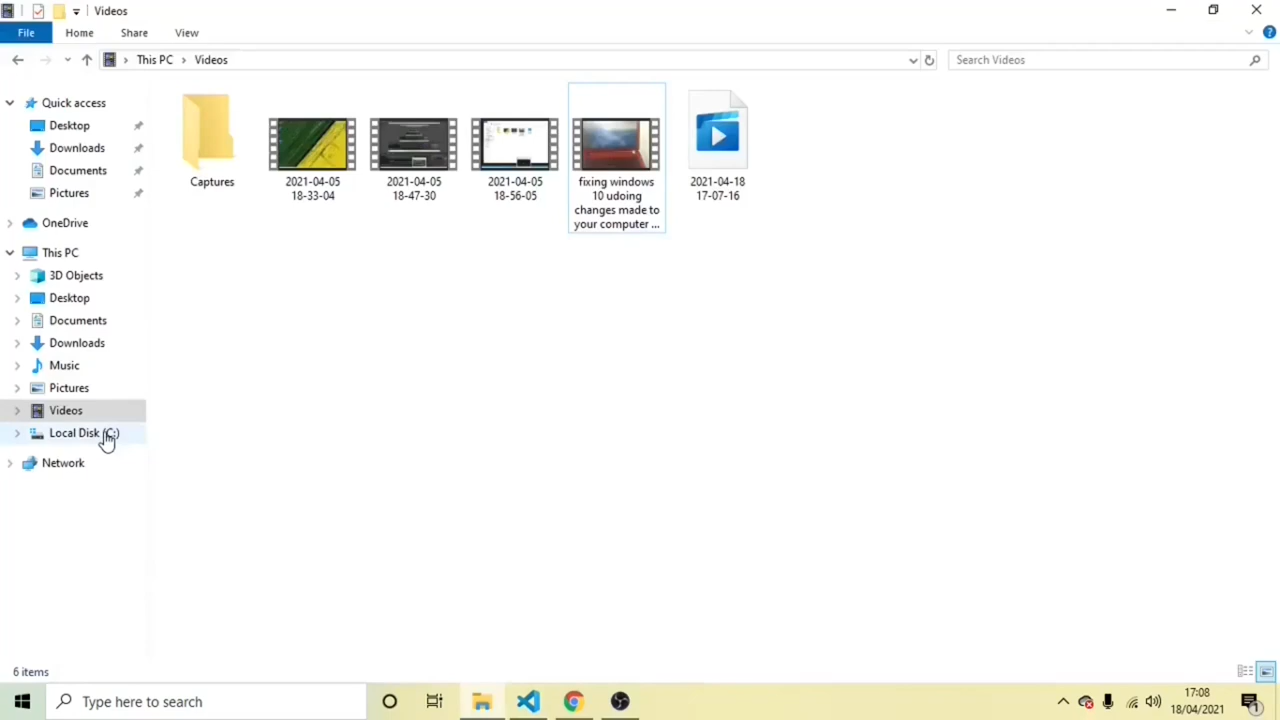 Videos
File Home Share View
This PC Videos
Search Videos
Quick access
Desktop
Downloads
Documents
Pictures
OneDrive
This PC
3D Objects
Desktop
Documents
Downloads
Music
Pictures
Videos
Local Disk (C:)
Network
Captures
2021-04-05
18-33-04
2021-04-05
18-47-30
2021-04-05
18-56-05
fixing windows
10 udoing
changes made to
your computer ...
2021-04-18
17-07-16
6 items
Type here to search
17:08
18/04/2021
1